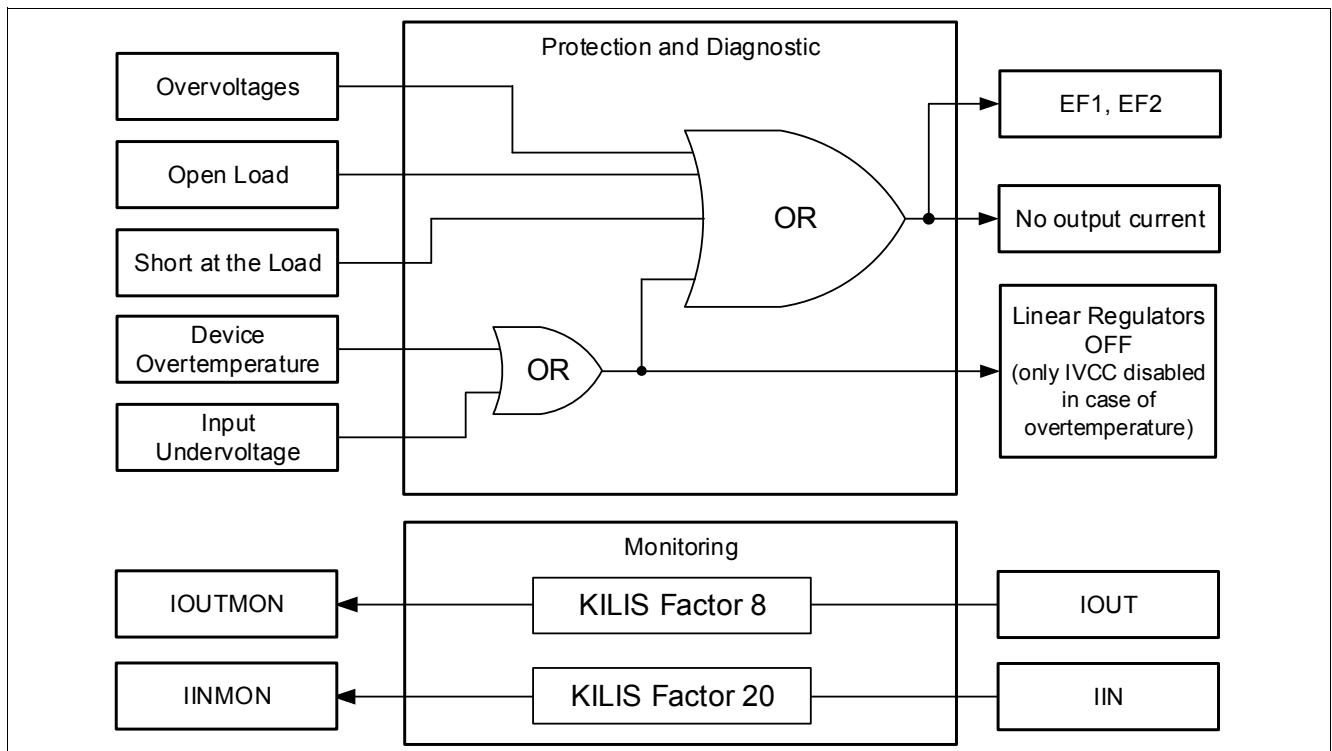 Protection and Diagnostic
Overvoltages
Open Load
Short at the Load
Device
Overtemperature
Input
Undervoltage
OR
OR
EF1, EF2
No output current
Linear Regulators
OFF
(only IVCC disabled
in case of
overtemperature)
Monitoring
IOUTMON
KILIS Factor 8
IOUT
IINMON
KILIS Factor 20
IIN